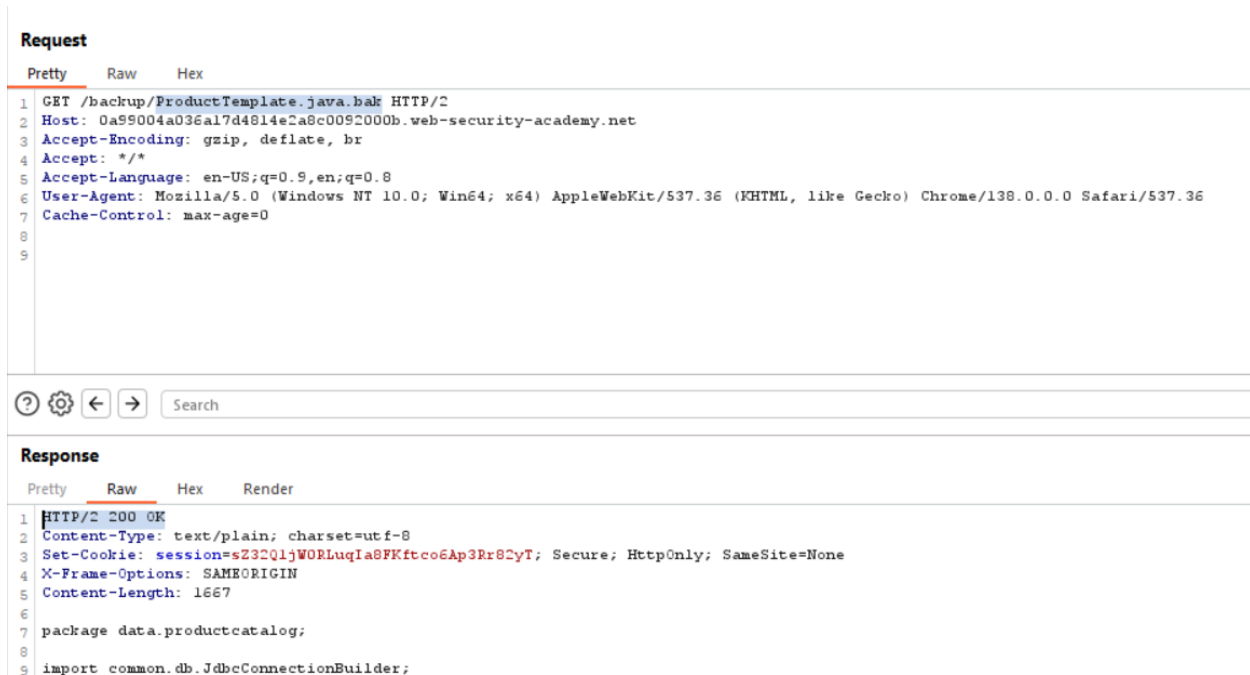 Request
Pretty Raw Hex
1 GET /backup/ProductTemplate.java.bak HTTP/2
2 Host: 0a99004a036a17d4814e2a8c0092000b.web-security-academy.net
3 Accept-Encoding: gzip, deflate, br
4 Accept: */*
5 Accept-Language: en-US;q=0.9,en;q=0.8
6 User-Agent: Mozilla/5.0 (Windows NT 10.0; Win64; x64) AppleWebKit/537.36 (KHTML, like Gecko) Chrome/138.0.0.0 Safari/537.36
7 Cache-Control: max-age=0
8
9
Search
Response
Pretty Raw Hex Render
1 HTTP/2 200 OK
2 Content-Type: text/plain; charset=utf-8
3 Set-Cookie: session=sZ32Q1jW0RLuqIa8FKftco6Ap3Rr82yT; Secure; HttpOnly; SameSite=None
4 X-Frame-Options: SAMEORIGIN
5 Content-Length: 1667
6
7 package data.productcatalog;
8
9 import common.db.JdbcConnectionBuilder;